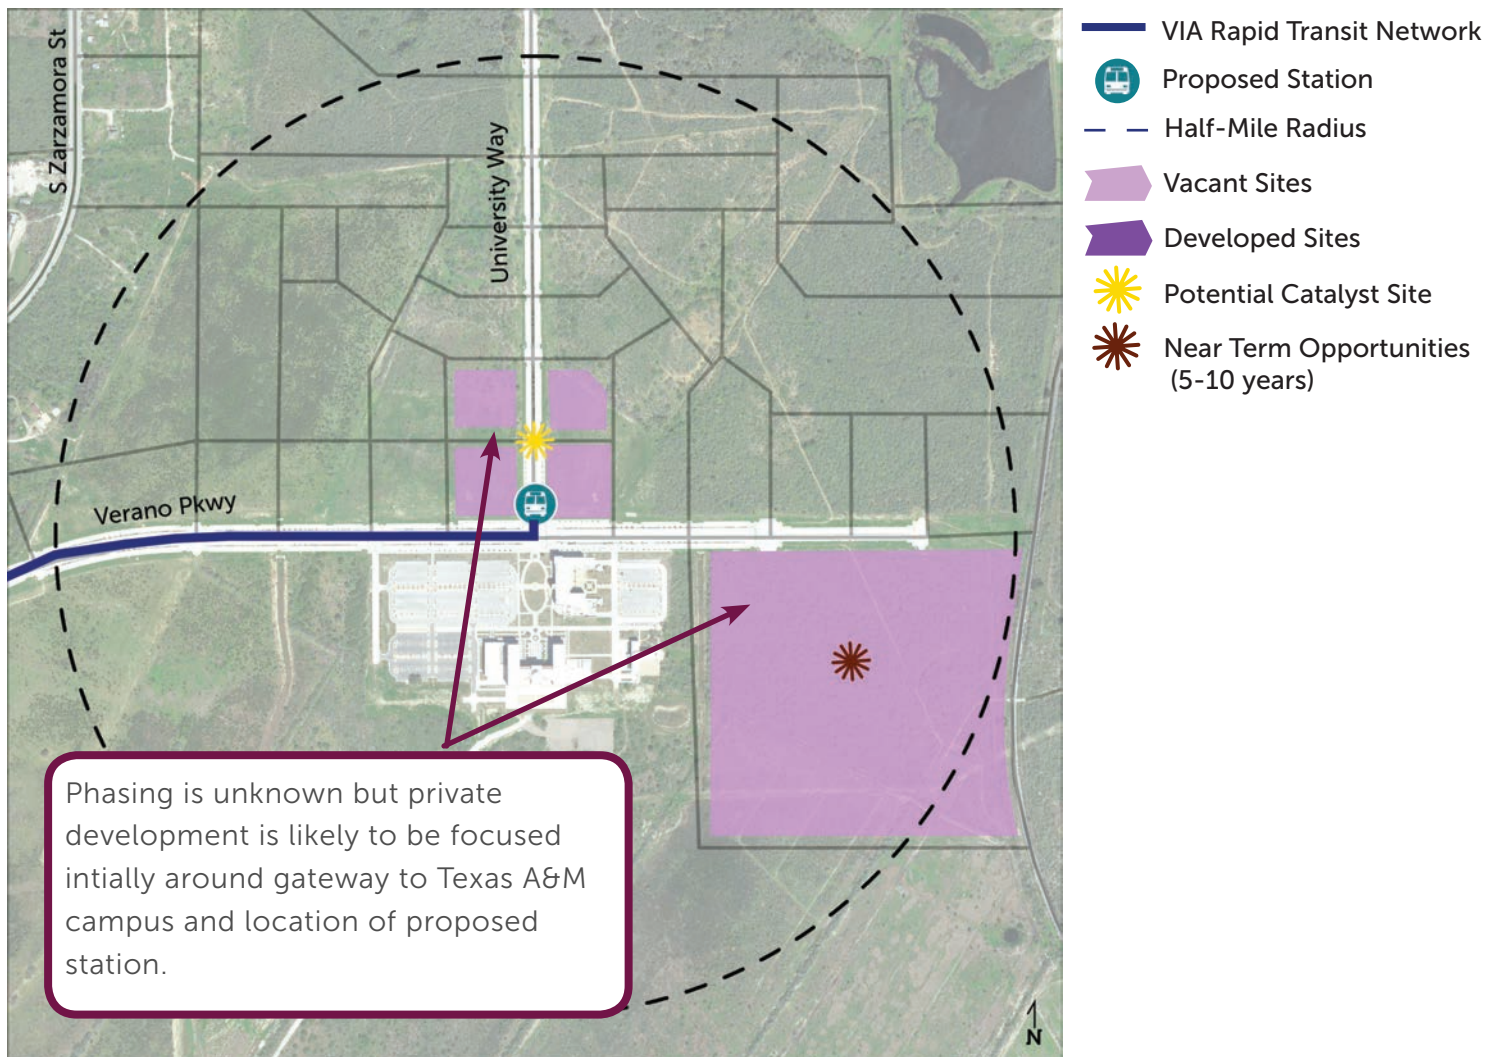 S Zarzamora St
University Way
Verano Pkwy
Phasing is unknown but private
development is likely to be focused
intially around gateway to Texas A&M
campus and location of proposed
station.
N
VIA Rapid Transit Network
Proposed Station
Half-Mile Radius
Vacant Sites
Developed Sites
Potential Catalyst Site
Near Term Opportunities
(5-10 years)